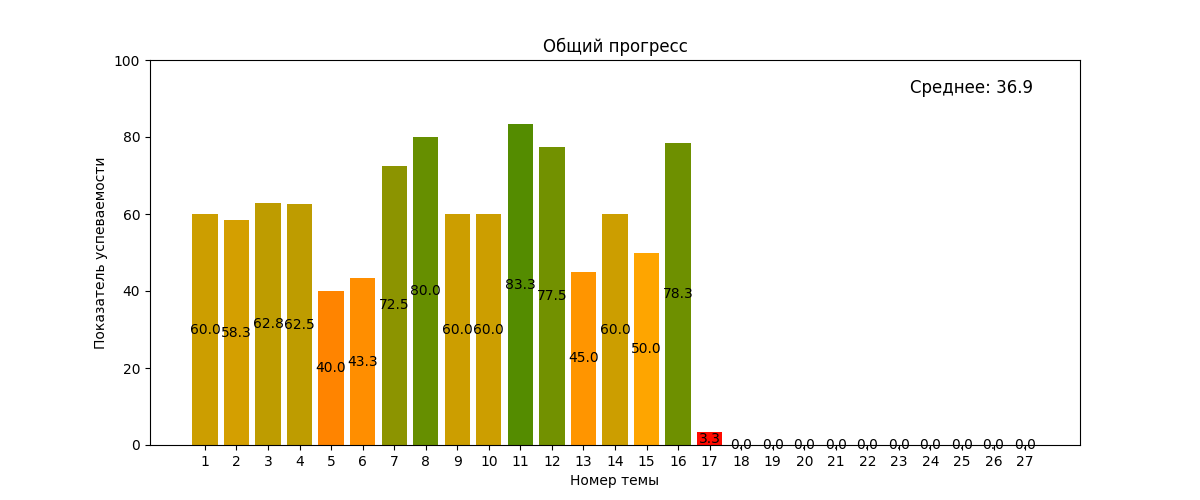 Общий прогресс
Среднее: 36.9
Показатель успеваемости
100
80
60
40
20
0
60.0 58.3 62.8 62.5 40.0 43.3 72.5 80.0 60.0 60.0 83.3 77.5 45.0 60.0 50.0 78.3 3.3 0.0 0.0 0.0 0.0 0.0 0.0 0.0 0.0 0.0 0.0
1 2 3 4 5 6 7 8 9 10 11 12 13 14 15 16 17 18 19 20 21 22 23 24 25 26 27
Номер темы